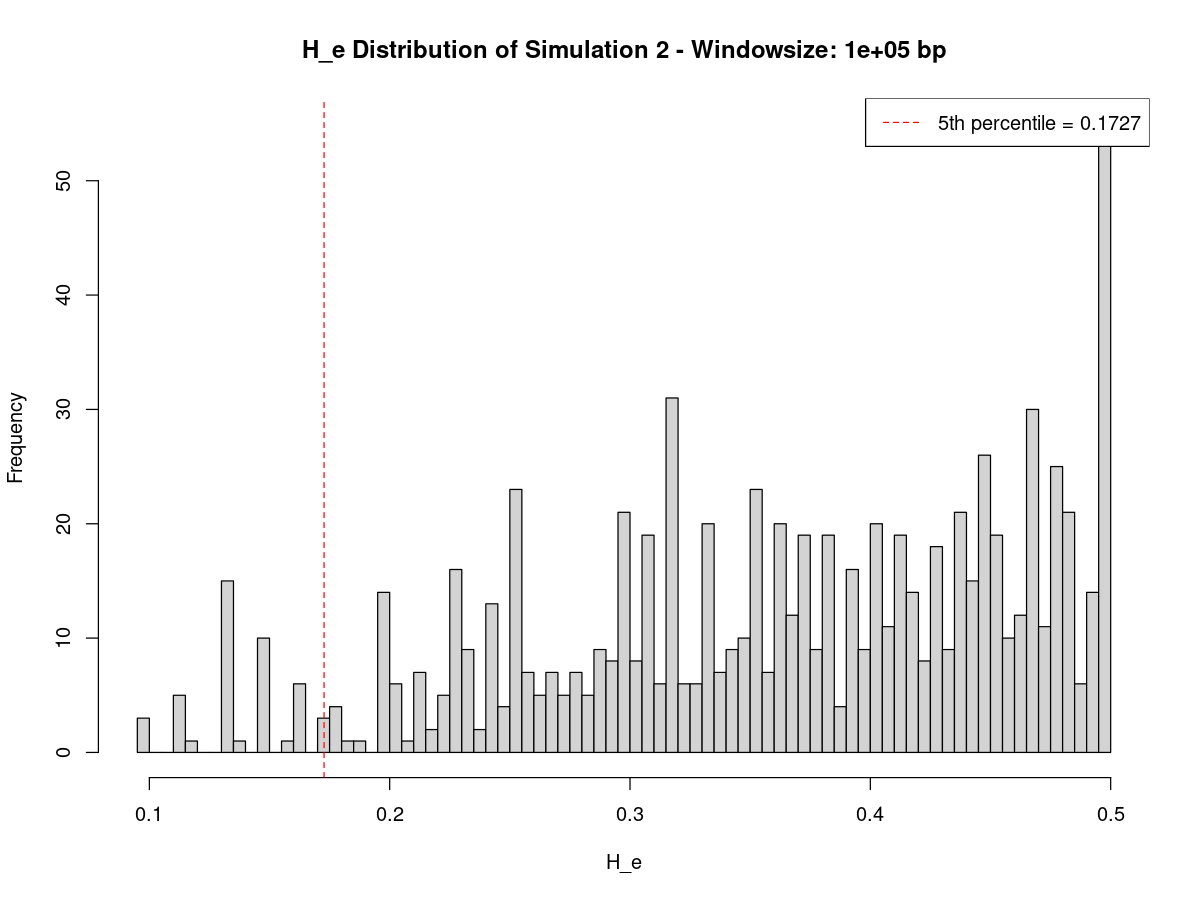 H_e Distribution of Simulation 2 - Windowsize: 1e+05 bp
5th percentile = 0.1727
50
40
30
20
10
0
Frequency
0.1 0.2 0.3 0.4 0.5
H_e